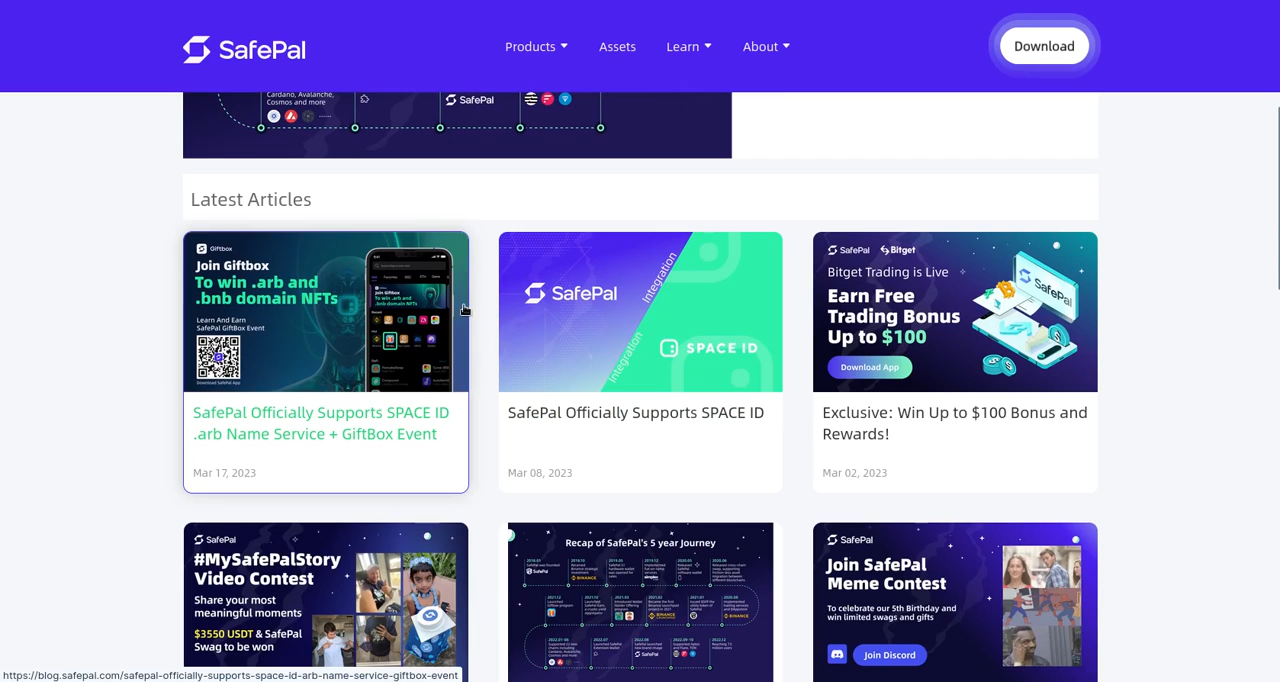 SafePal
Products
Assets
Learn
About
Download
Cardano, Avalanche,
Cosmos and more
SafePal
Latest Articles
Giftbox
Join Giftbox
To win .arb and
.bnb domain NFTs
Learn And Earn
SafePal GiftBox Event
Download SafePal App
SafePal
Integration
Integration
SPACE ID
SafePal Bitget
Bitget Trading is Live
Earn Free
Trading Bonus
Up to $100
Download App
SafePal
SafePal Officially Supports SPACE ID
.arb Name Service + GiftBox Event
Mar 17, 2023
SafePal Officially Supports SPACE ID
Mar 08, 2023
Exclusive: Win Up to $100 Bonus and
Rewards!
Mar 02, 2023
SafePal
#MySafePalStory
Video Contest
Share your most
meaningful moments
$3550 USDT & SafePal
Swag to be won
Recap of SafePal's 5 year Journey
SafePal
Join SafePal
Meme Contest
To celebrate our 5th Birthday and
win limited swags and gifts
Join Discord
https://blog.safepal.com/safepal-officially-supports-space-id-arb-name-service-giftbox-event